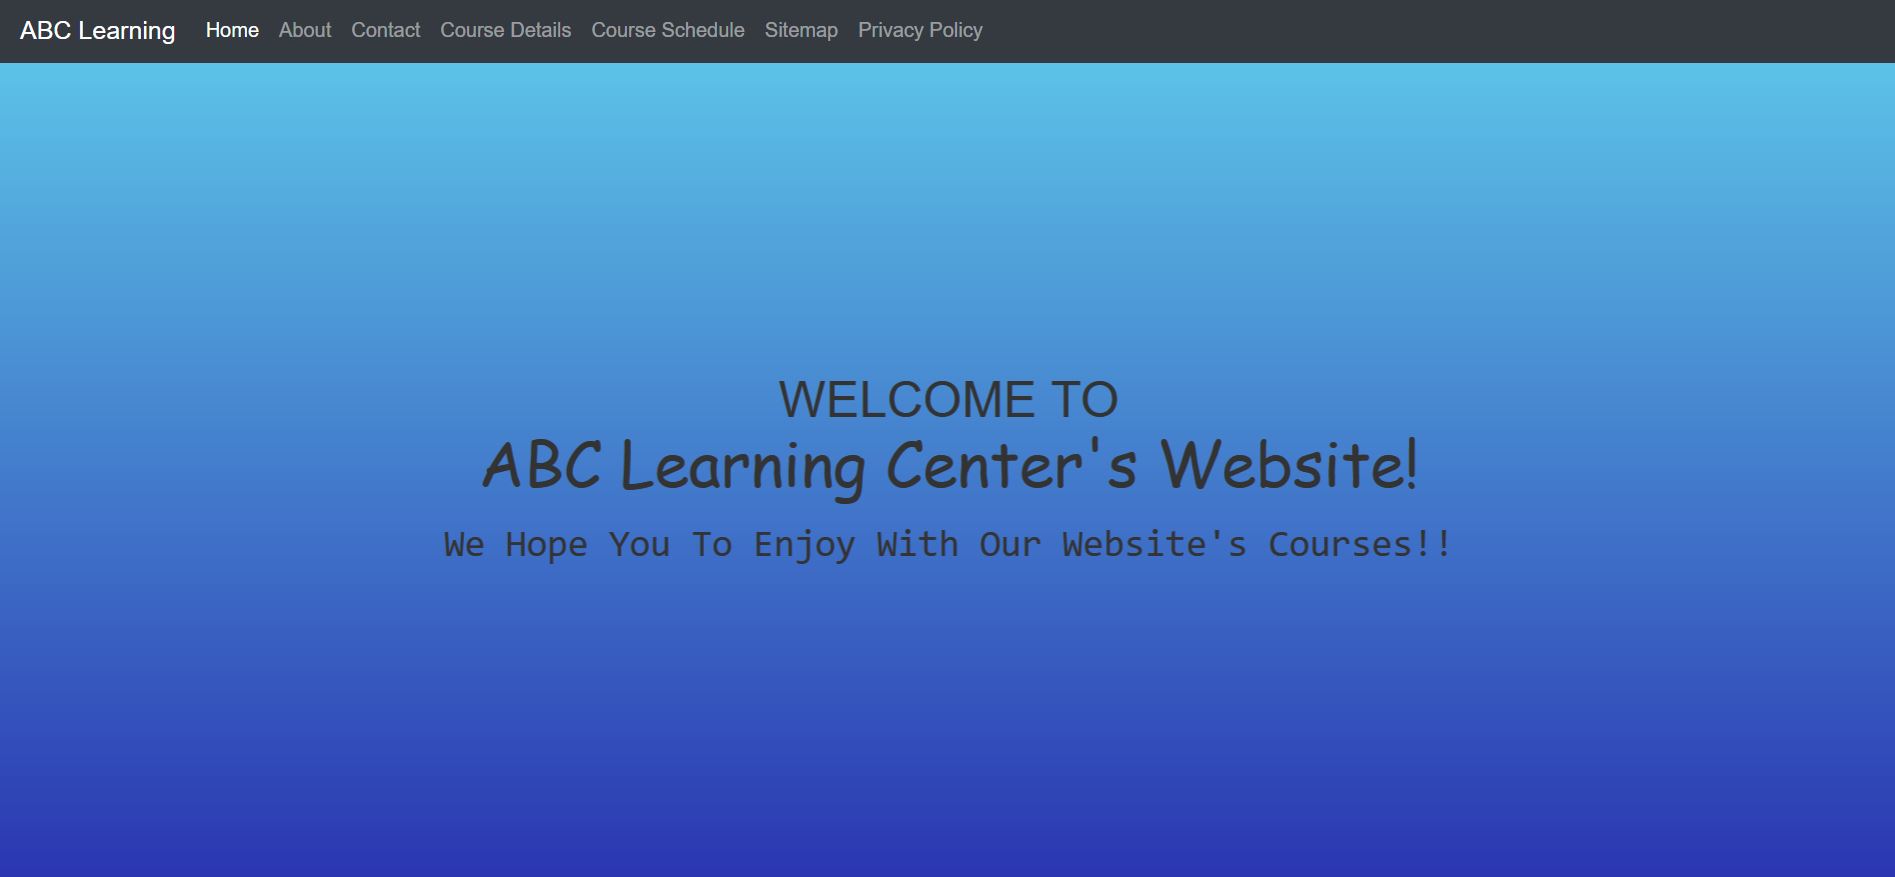 ABC Learning Home About Contact Course Details Course Schedule Sitemap Privacy Policy
WELCOME TO
ABC Learning Center's Website!
We Hope You To Enjoy With Our Website's Courses!!